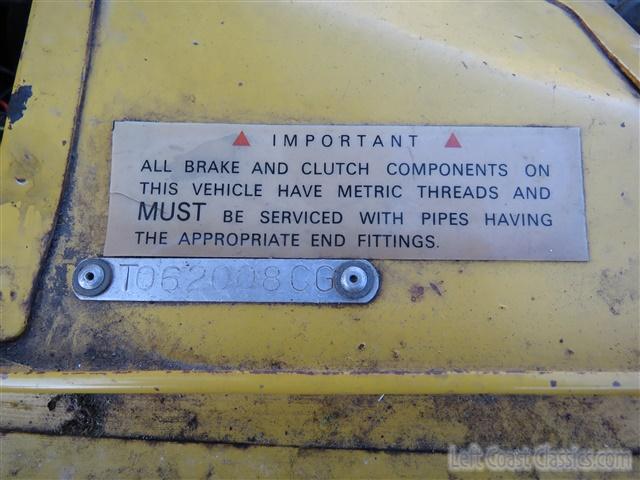 IMPORTANT
ALL BRAKE AND CLUTCH COMPONENTS ON
THIS VEHICLE HAVE METRIC THREADS AND
MUST BE SERVICED WITH PIPES HAVING
THE APPROPRIATE END FITTINGS.
T062008CG
Left Coast Classics.com